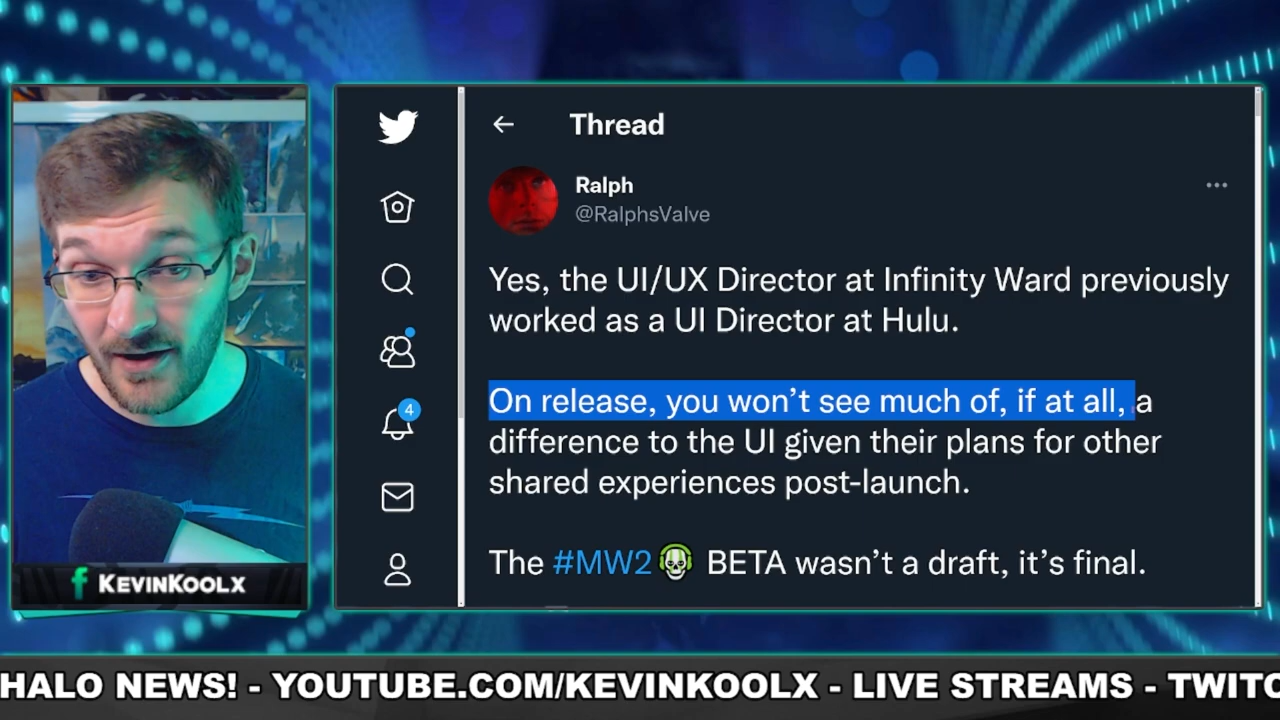 Thread
Ralph
@RalphsValve
Yes, the UI/UX Director at Infinity Ward previously
worked as a UI Director at Hulu.
On release, you won't see much of, if at all, a
difference to the UI given their plans for other
shared experiences post-launch.
The #MW2 BETA wasn't a draft, it's final.
4
f KEVINKOOLX
HALO NEWS! - YOUTUBE.COM/KEVINKOOLX - LIVE STREAMS - TWITC